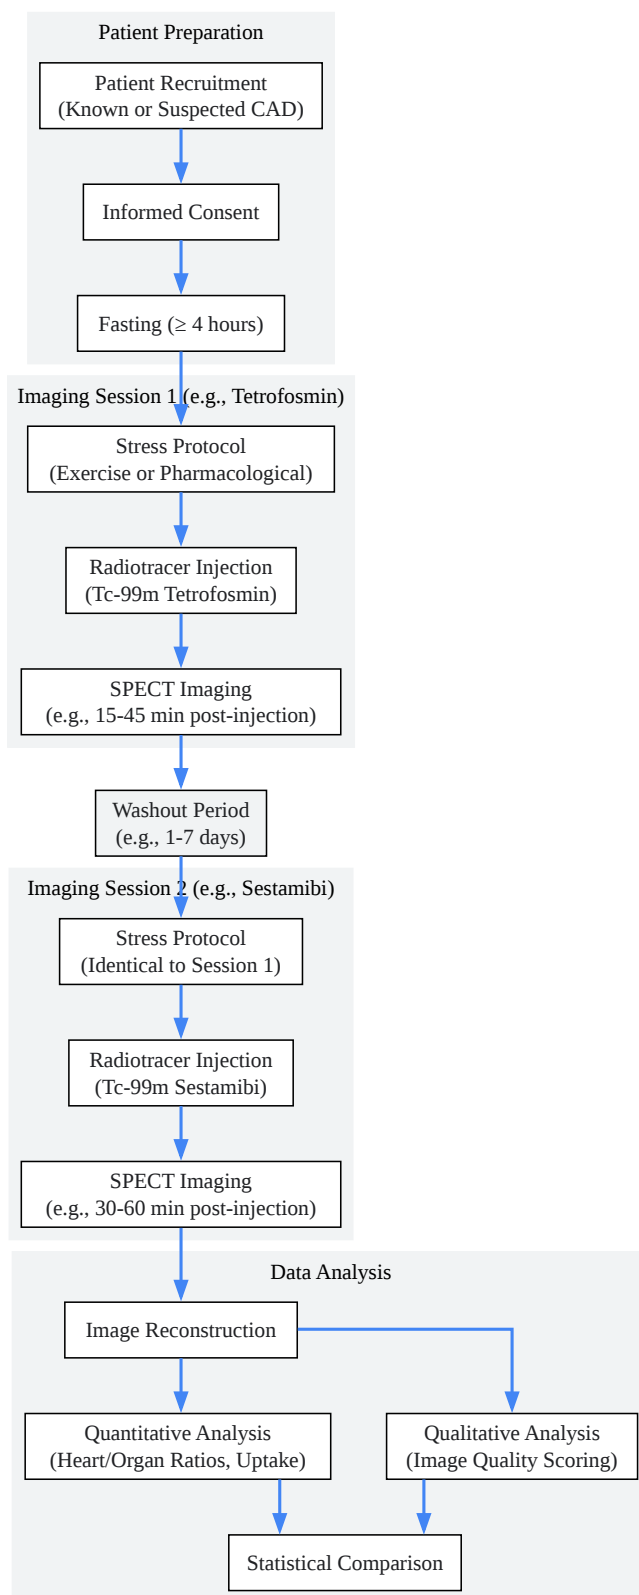 Patient Preparation
Patient Recruitment
(Known or Suspected CAD)
Informed Consent
Fasting (≥ 4 hours)
Imaging Session 1 (e.g., Tetrofosmin)
Stress Protocol
(Exercise or Pharmacological)
Radiotracer Injection
(Tc-99m Tetrofosmin)
SPECT Imaging
(e.g., 15-45 min post-injection)
Washout Period
(e.g., 1-7 days)
Imaging Session 2 (e.g., Sestamibi)
Stress Protocol
(Identical to Session 1)
Radiotracer Injection
(Tc-99m Sestamibi)
SPECT Imaging
(e.g., 30-60 min post-injection)
Data Analysis
Image Reconstruction
Quantitative Analysis
(Heart/Organ Ratios, Uptake)
Qualitative Analysis
(Image Quality Scoring)
Statistical Comparison